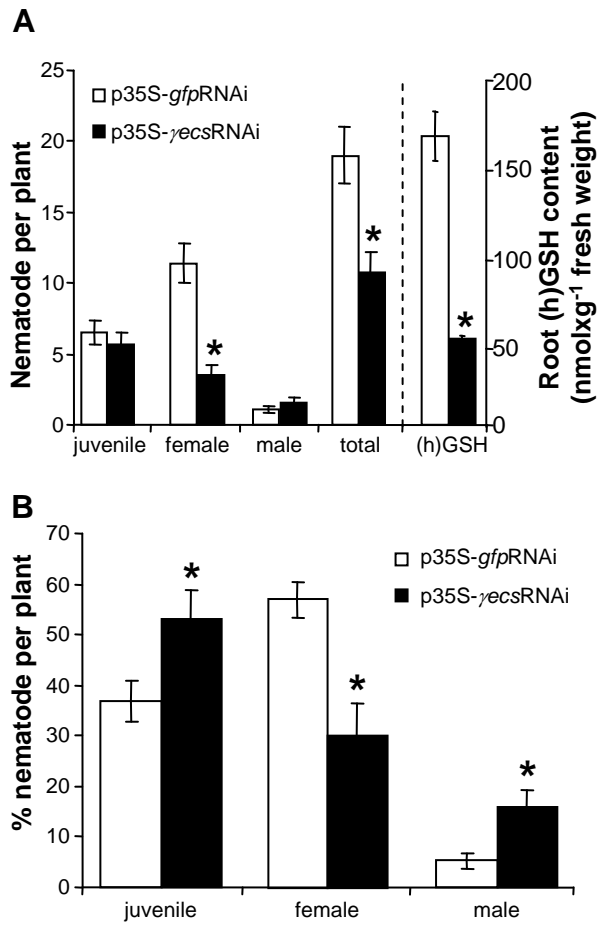 A
p35S-gfpRNAi
p35S-γecsRNAi
Nematode per plant
25
20
15
10
5
0
200
150
100
50
0
Root (h)GSH content
(nmolxg⁻¹ fresh weight)
*
*
*
juvenile female male total (h)GSH
B
p35S-gfpRNAi
p35S-γecsRNAi
% nematode per plant
70
60
50
40
30
20
10
0
*
*
*
juvenile female male